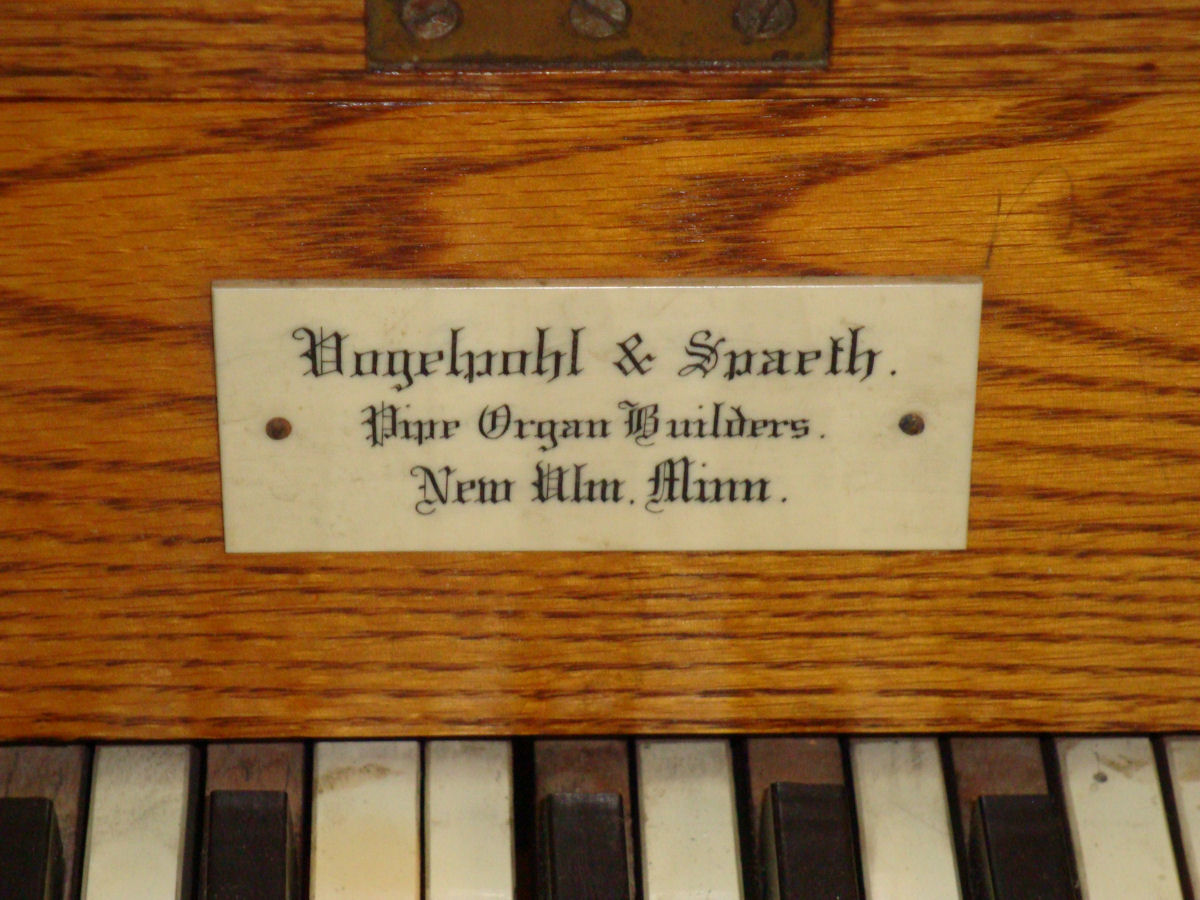 Vogelpohl & Spaeth.
Pipe Organ Builders.
New Ulm. Minn.